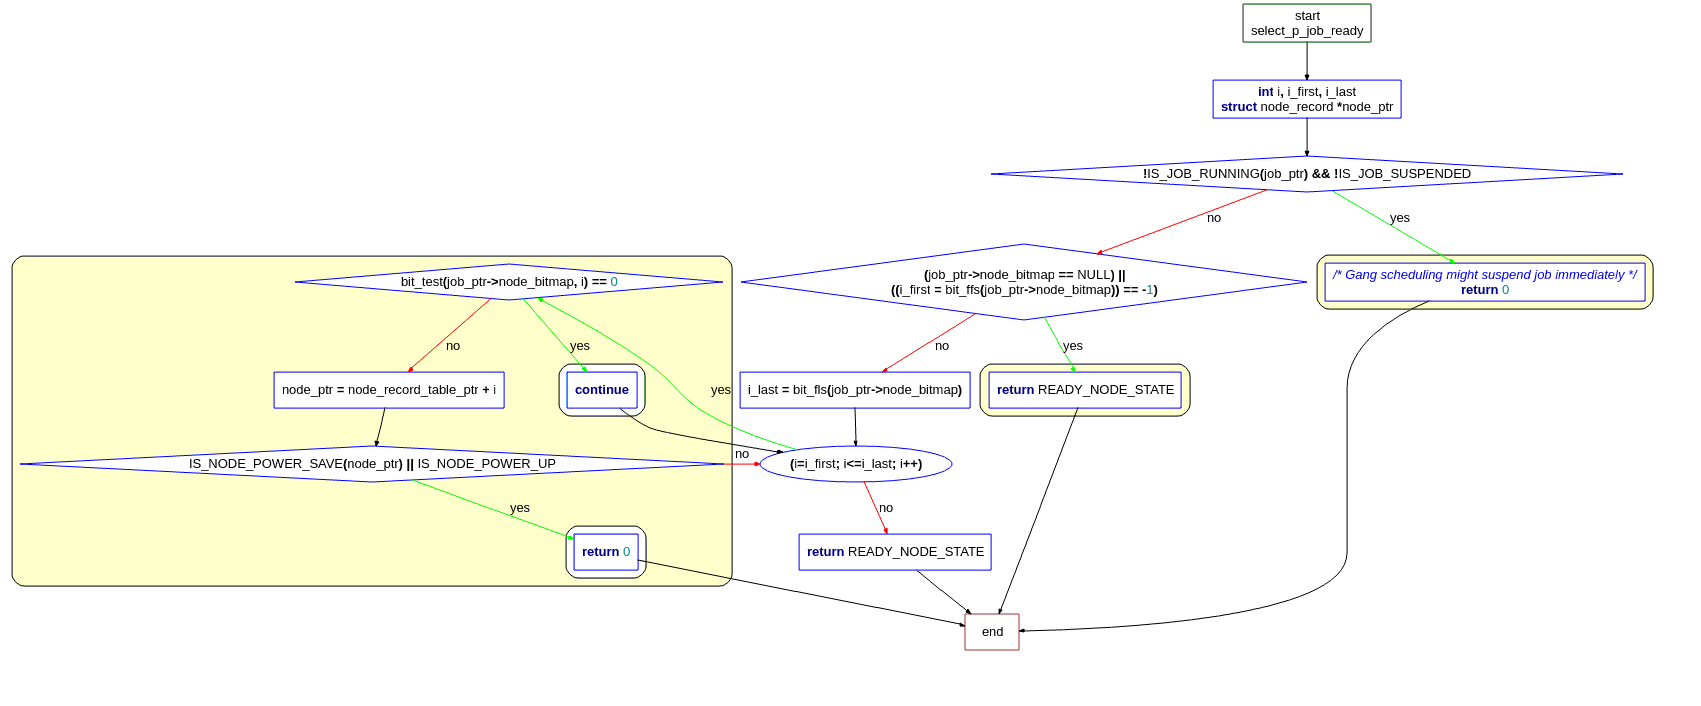 start
select_p_job_ready
int i, i_first, i_last
struct node_record *node_ptr
!IS_JOB_RUNNING(job_ptr) && !IS_JOB_SUSPENDED
no
yes
bit_test(job_ptr->node_bitmap, i) == 0
(job_ptr->node_bitmap == NULL) ||
((i_first = bit_ffs(job_ptr->node_bitmap)) == -1)
/* Gang scheduling might suspend job immediately */
return 0
no
yes
no
yes
node_ptr = node_record_table_ptr + i
continue
yes
i_last = bit_fls(job_ptr->node_bitmap)
return READY_NODE_STATE
IS_NODE_POWER_SAVE(node_ptr) || IS_NODE_POWER_UP
no
(i=i_first; i<=i_last; i++)
yes
no
return 0
return READY_NODE_STATE
end